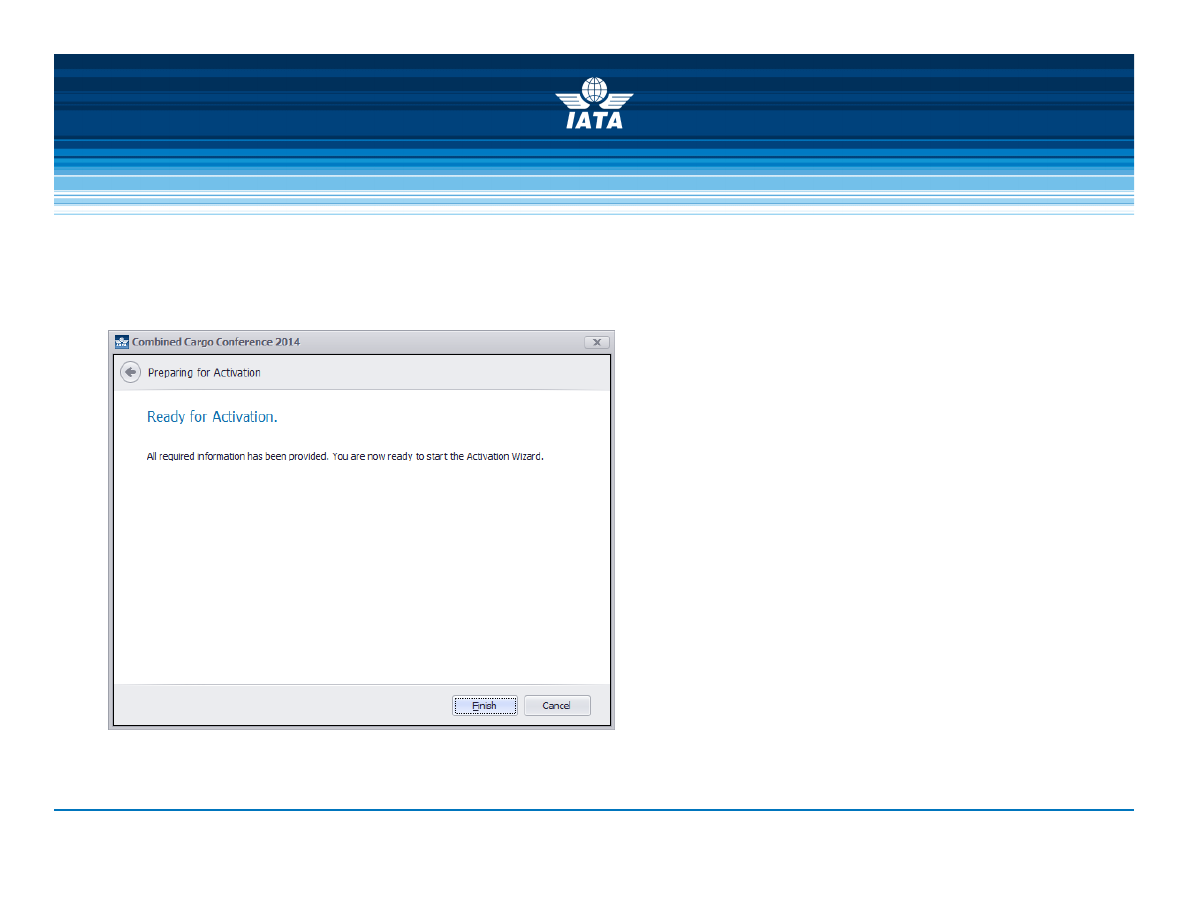 IATA
Combined Cargo Conference 2014
Preparing for Activation
Ready for Activation.
All required information has been provided. You are now ready to start the Activation Wizard.
Finish
Cancel